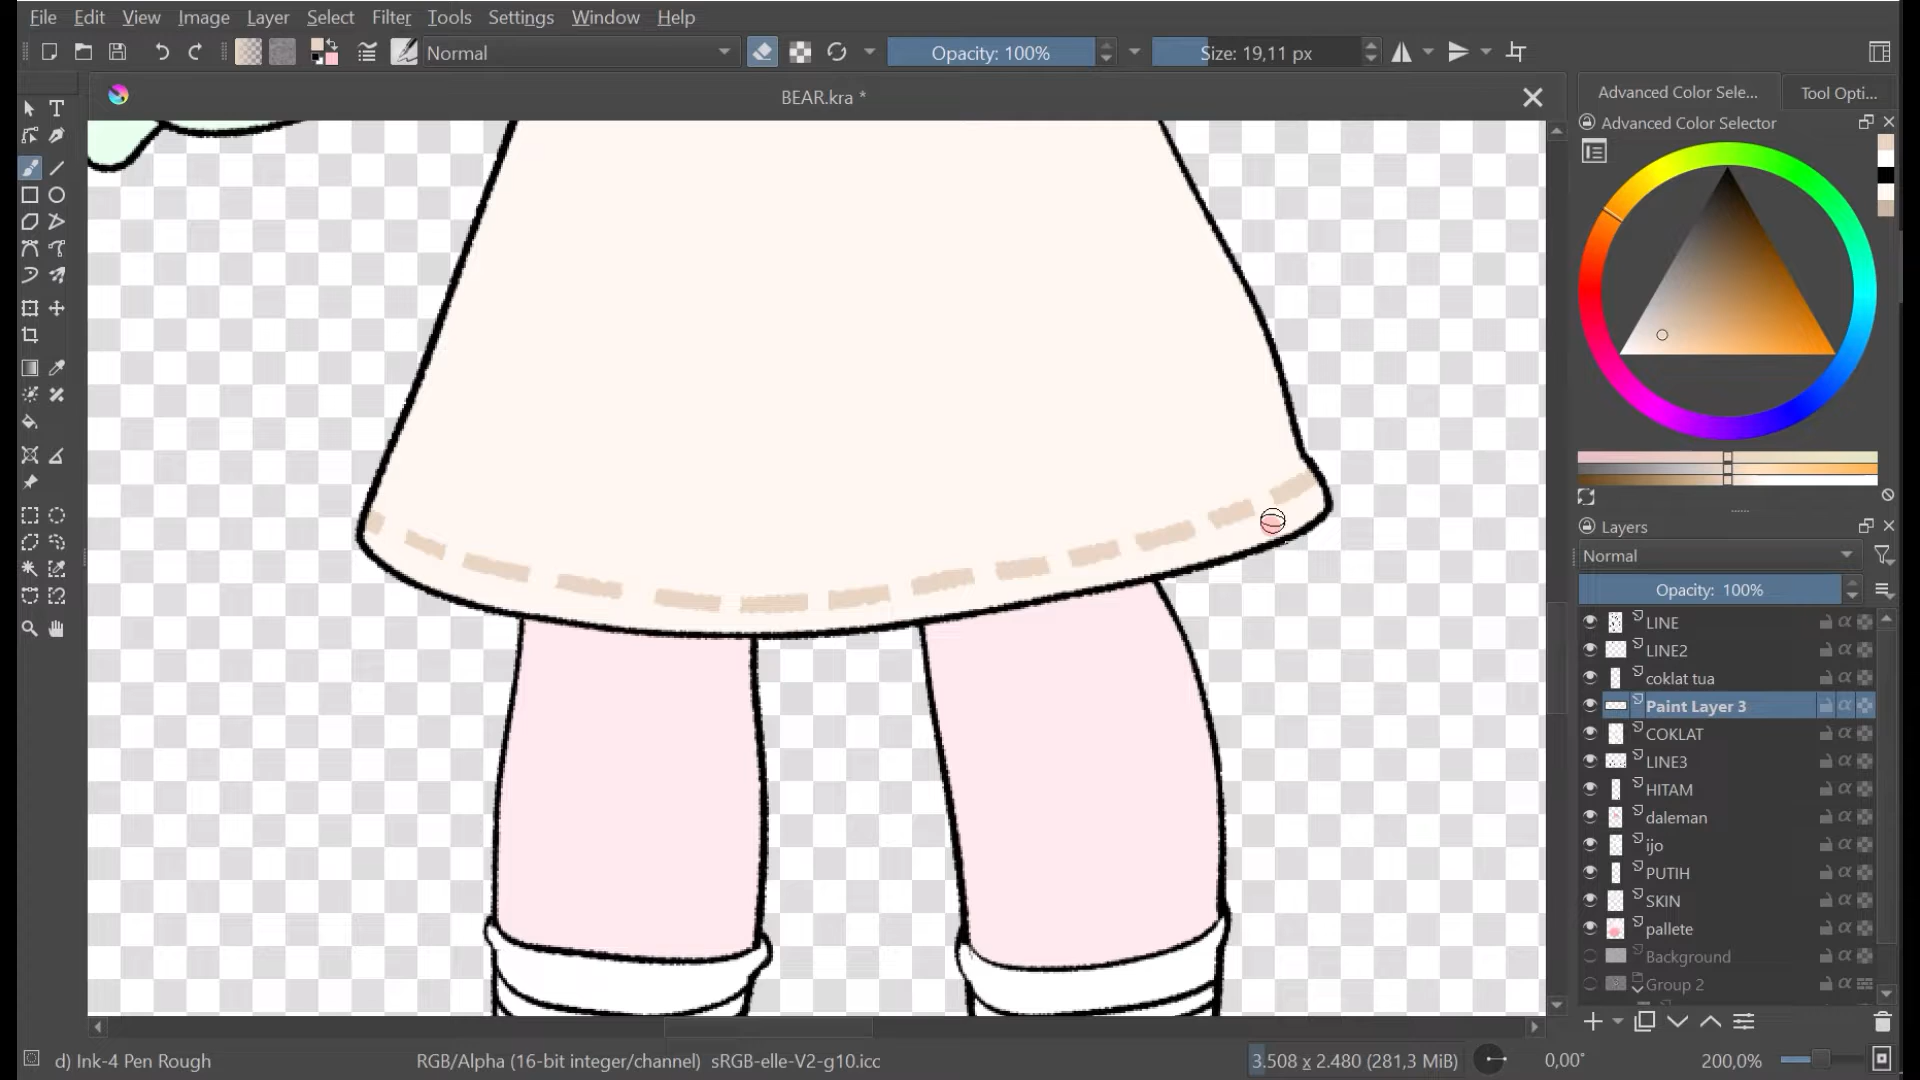 File Edit View Image Layer Select Filter Tools Settings Window Help
Normal
Opacity: 100%
Size: 19,11 px
BEAR.kra *
Advanced Color Sele...
Tool Opti...
Advanced Color Selector
Layers
Normal
Opacity: 100%
LINE
LINE2
coklat tua
Paint Layer 3
COKLAT
LINE3
HITAM
daleman
ijo
PUTIH
SKIN
pallete
Background
Group 2
d) Ink-4 Pen Rough
RGB/Alpha (16-bit integer/channel) sRGB-elle-V2-g10.icc
3.508 x 2.480 (281,3 MiB)
0,00°
200,0%